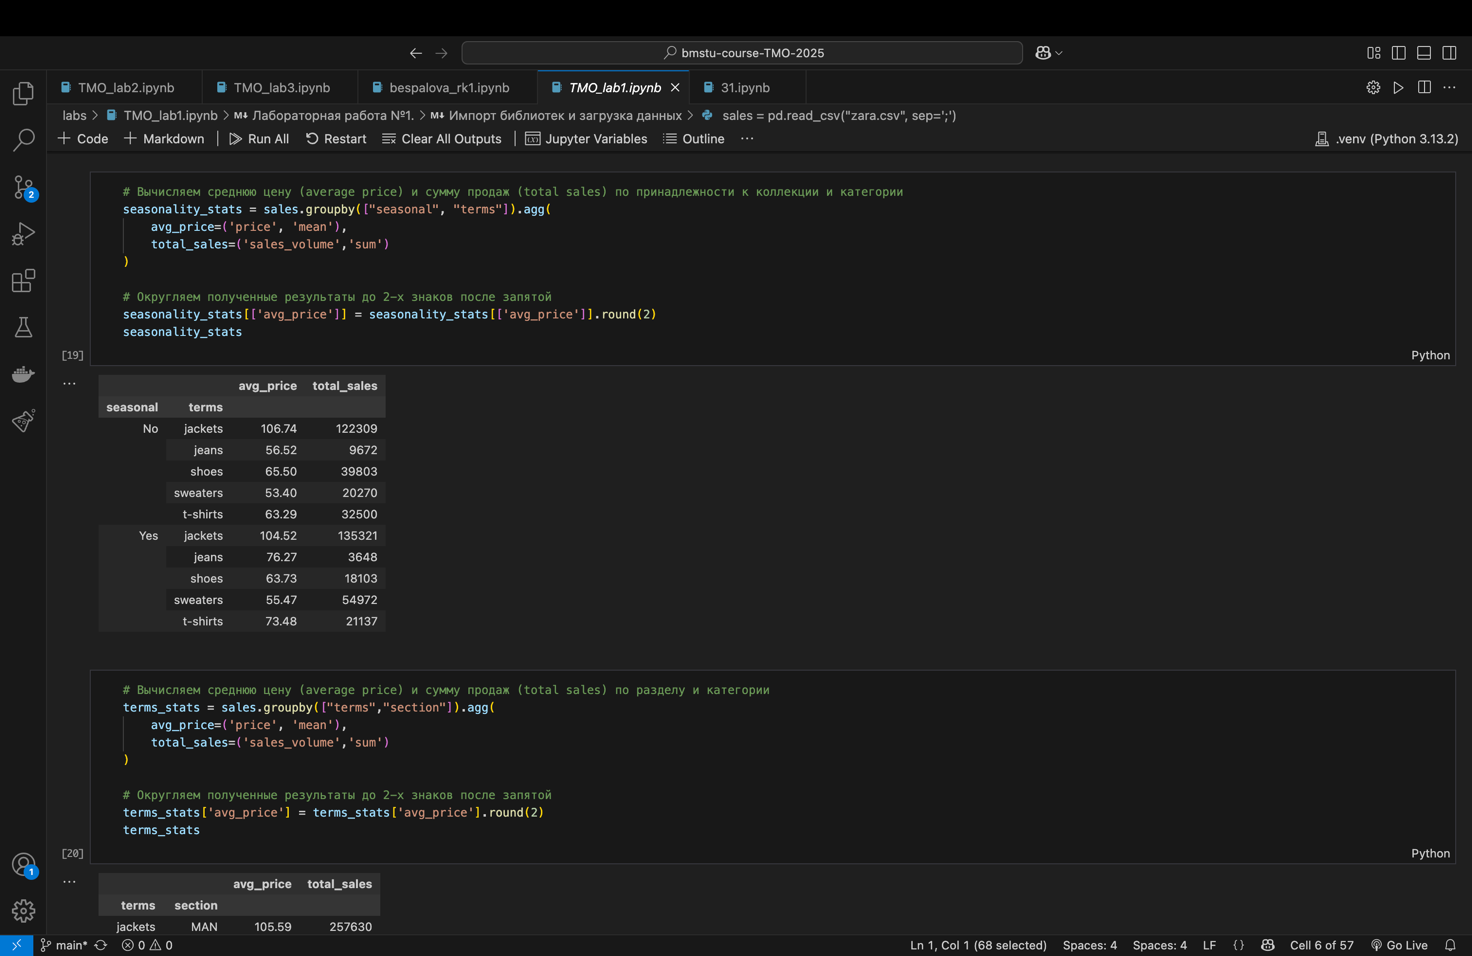 bmstu-course-TMO-2025
TMO_lab2.ipynb
TMO_lab3.ipynb
bespalova_rk1.ipynb
TMO_lab1.ipynb
31.ipynb
labs > TMO_lab1.ipynb > M↓ Лабораторная работа №1. > M↓ Импорт библиотек и загрузка данных > sales = pd.read_csv("zara.csv", sep=';')
+ Code + Markdown | Run All Restart Clear All Outputs | Jupyter Variables Outline ...
.venv (Python 3.13.2)
# Вычисляем среднюю цену (average price) и сумму продаж (total sales) по принадлежности к коллекции и категории
seasonality_stats = sales.groupby(["seasonal", "terms"]).agg(
    avg_price=('price', 'mean'),
    total_sales=('sales_volume','sum')
)
# Округляем полученные результаты до 2-х знаков после запятой
seasonality_stats[['avg_price']] = seasonality_stats[['avg_price']].round(2)
seasonality_stats
[19]
Python
...
avg_price total_sales
seasonal terms
No jackets 106.74 122309
jeans 56.52 9672
shoes 65.50 39803
sweaters 53.40 20270
t-shirts 63.29 32500
Yes jackets 104.52 135321
jeans 76.27 3648
shoes 63.73 18103
sweaters 55.47 54972
t-shirts 73.48 21137
# Вычисляем среднюю цену (average price) и сумму продаж (total sales) по разделу и категории
terms_stats = sales.groupby(["terms","section"]).agg(
    avg_price=('price', 'mean'),
    total_sales=('sales_volume','sum')
)
# Округляем полученные результаты до 2-х знаков после запятой
terms_stats['avg_price'] = terms_stats['avg_price'].round(2)
terms_stats
[20]
Python
...
avg_price total_sales
terms section
jackets MAN 105.59 257630
2
1
main* 0 0
Ln 1, Col 1 (68 selected) Spaces: 4 Spaces: 4 LF {} Cell 6 of 57 Go Live